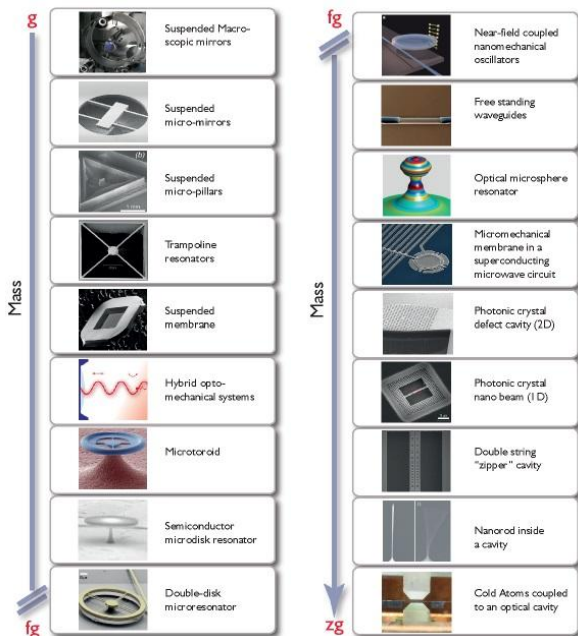 g
Suspended Macro-
scopic mirrors
Suspended
micro-mirrors
(b)
Suspended
micro-pillars
Trampoline
resonators
Suspended
membrane
Hybrid opto-
mechanical systems
Microtoroid
Semiconductor
microdisk resonator
Double-disk
microresonator
Mass
fg
fg
Near-field coupled
nanomechanical
oscillators
Free standing
waveguides
Optical microsphere
resonator
Micromechanical
membrane in a
superconducting
microwave circuit
Photonic crystal
defect cavity (2D)
Photonic crystal
nano beam (1D)
Double string
"zipper" cavity
Nanorod inside
a cavity
Cold Atoms coupled
to an optical cavity
Mass
zg